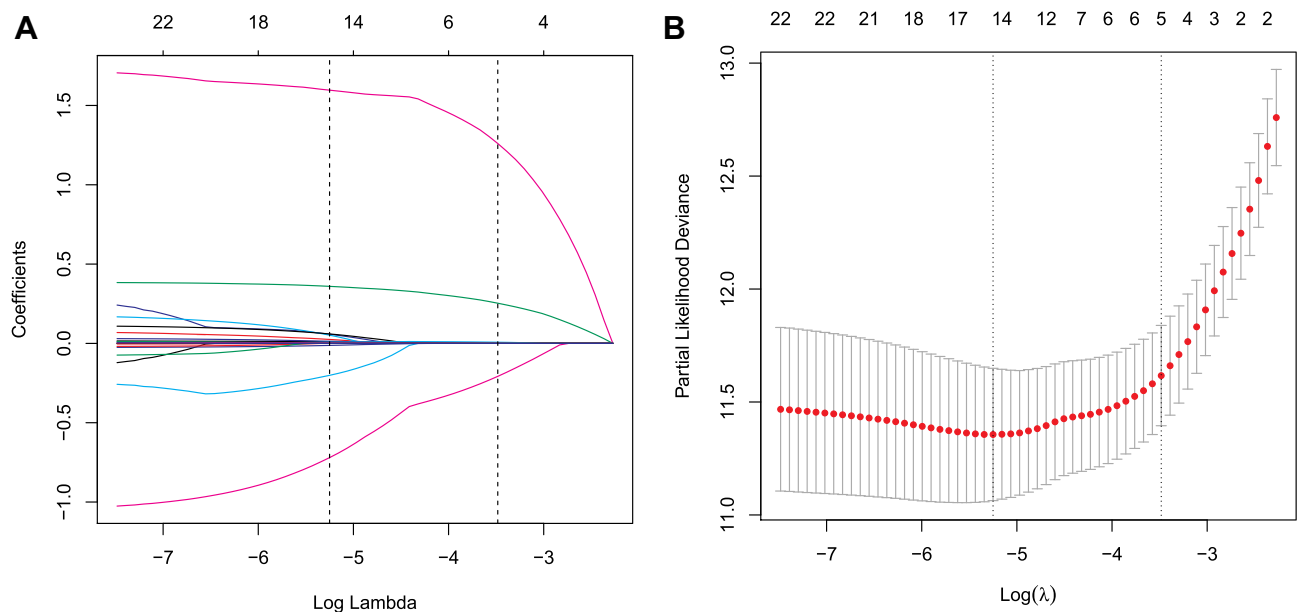 A
22 18 14 6 4
1.5
1.0
0.5
0.0
−0.5
−1.0
Coefficients
−7 −6 −5 −4 −3
Log Lambda
B
22 22 21 18 17 14 12 7 6 6 5 4 3 2 2
13.0
12.5
12.0
11.5
11.0
Partial Likelihood Deviance
−7 −6 −5 −4 −3
Log(λ)